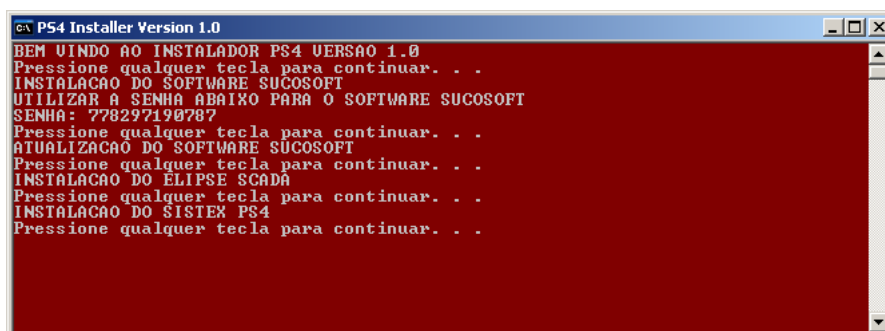 PS4 Installer Version 1.0
BEM VINDO AO INSTALADOR PS4 VERSAO 1.0
Pressione qualquer tecla para continuar. . .
INSTALACAO DO SOFTWARE SUCOSOFT
UTILIZAR A SENHA ABAIXO PARA O SOFTWARE SUCOSOFT
SENHA: 778297190787
Pressione qualquer tecla para continuar. . .
ATUALIZACAO DO SOFTWARE SUCOSOFT
Pressione qualquer tecla para continuar. . .
INSTALACAO DO ELIPSE SCADA
Pressione qualquer tecla para continuar. . .
INSTALACAO DO SISTEX PS4
Pressione qualquer tecla para continuar. . .